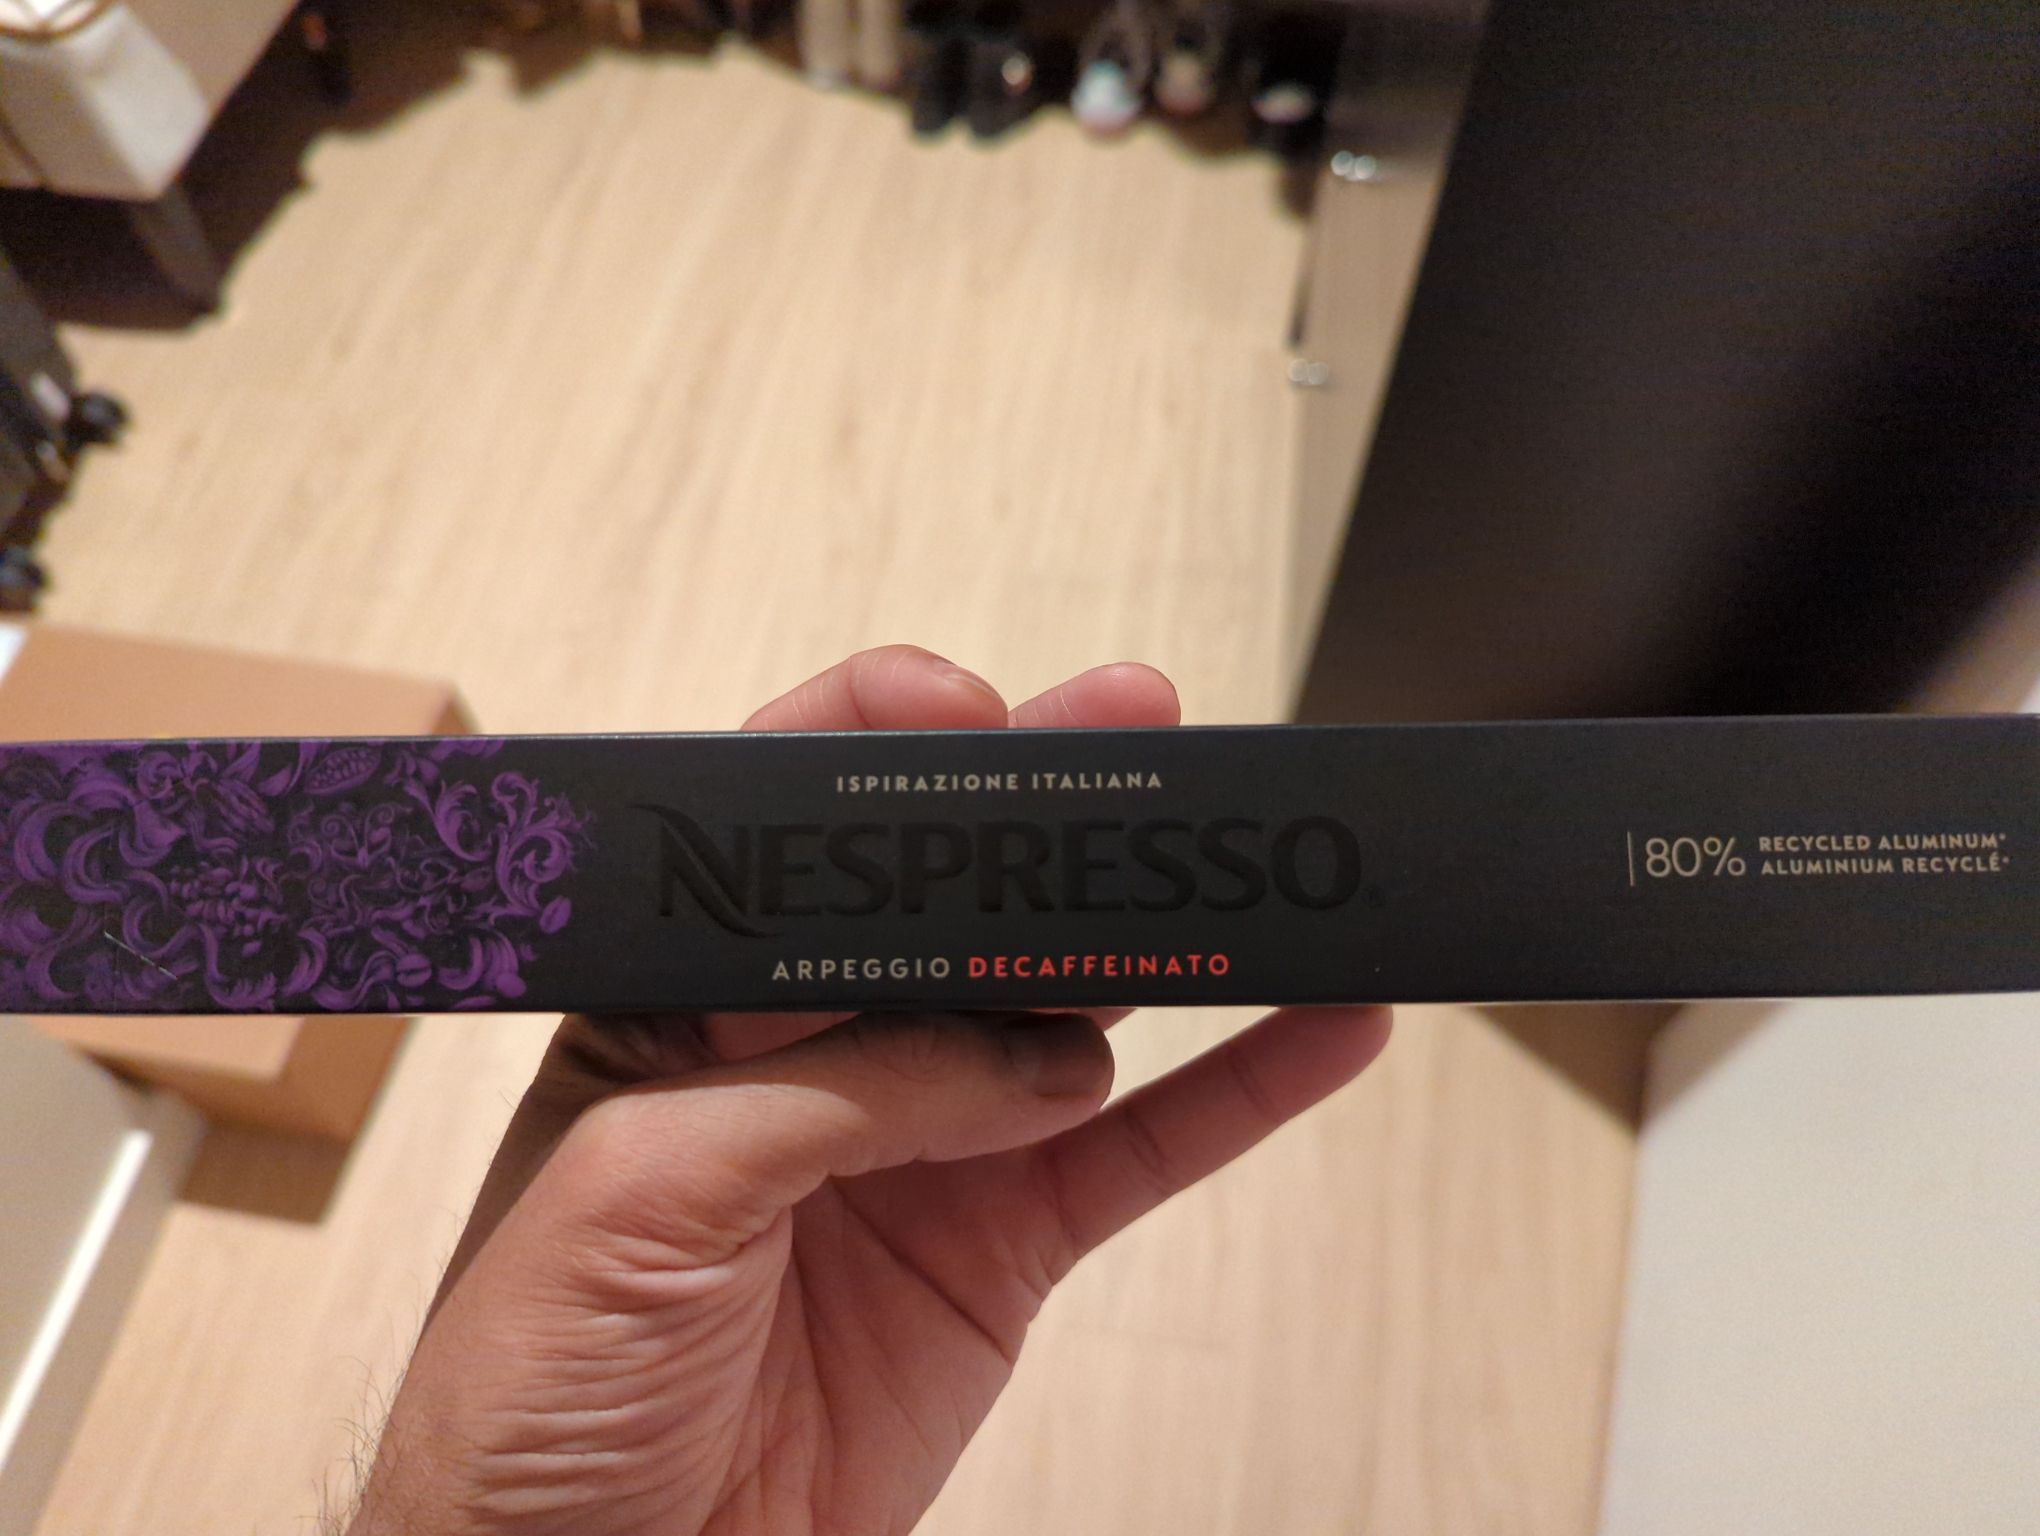 ISPIRAZIONE ITALIANA
NESPRESSO®
ARPEGGIO DECAFFEINATO
80% RECYCLED ALUMINUM*
ALUMINIUM RECYCLÉ*